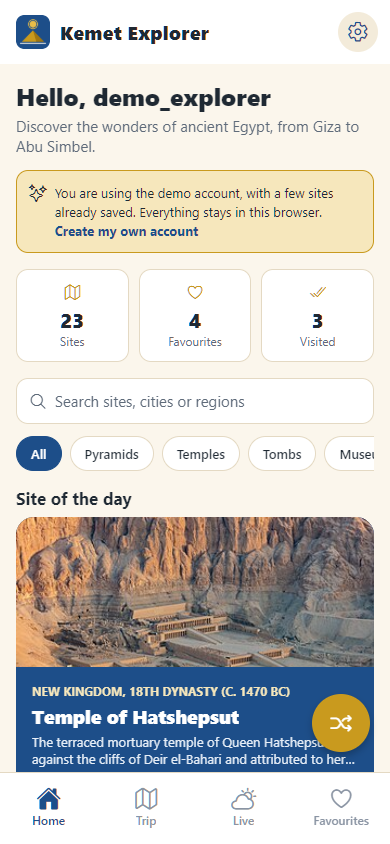 Kemet Explorer
Hello, demo_explorer
Discover the wonders of ancient Egypt, from Giza to
Abu Simbel.
You are using the demo account, with a few sites
already saved. Everything stays in this browser.
Create my own account
23
Sites
4
Favourites
3
Visited
Search sites, cities or regions
All
Pyramids
Temples
Tombs
Site of the day
NEW KINGDOM, 18TH DYNASTY (C. 1470 BC)
Temple of Hatshepsut
The terraced mortuary temple of Queen
against the cliffs of Deir el-Bahari and attributed to her...
Home
Trip
Live
Favourites